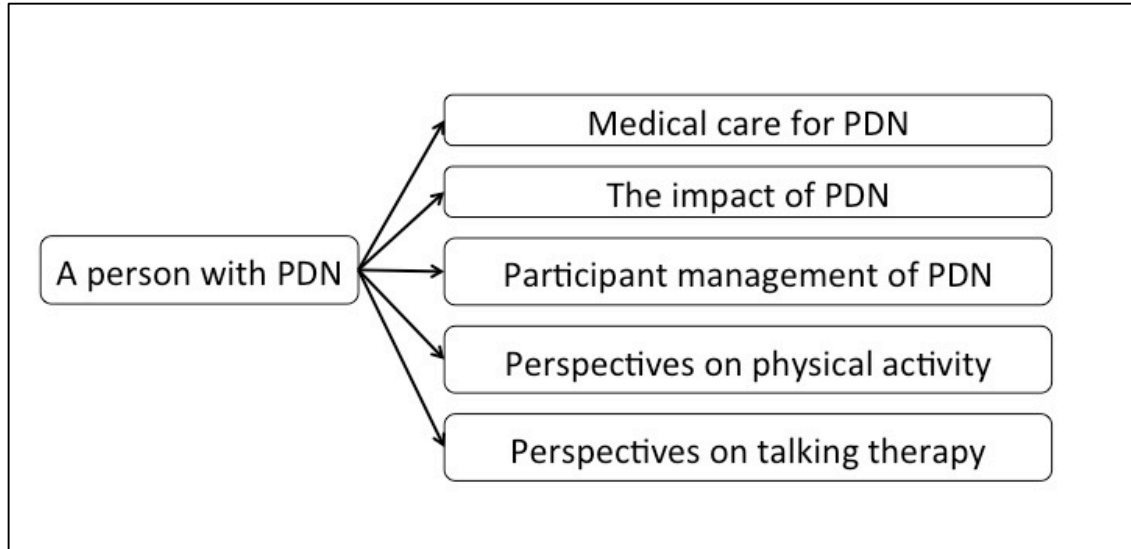 Medical care for PDN
The impact of PDN
A person with PDN
Participant management of PDN
Perspectives on physical activity
Perspectives on talking therapy